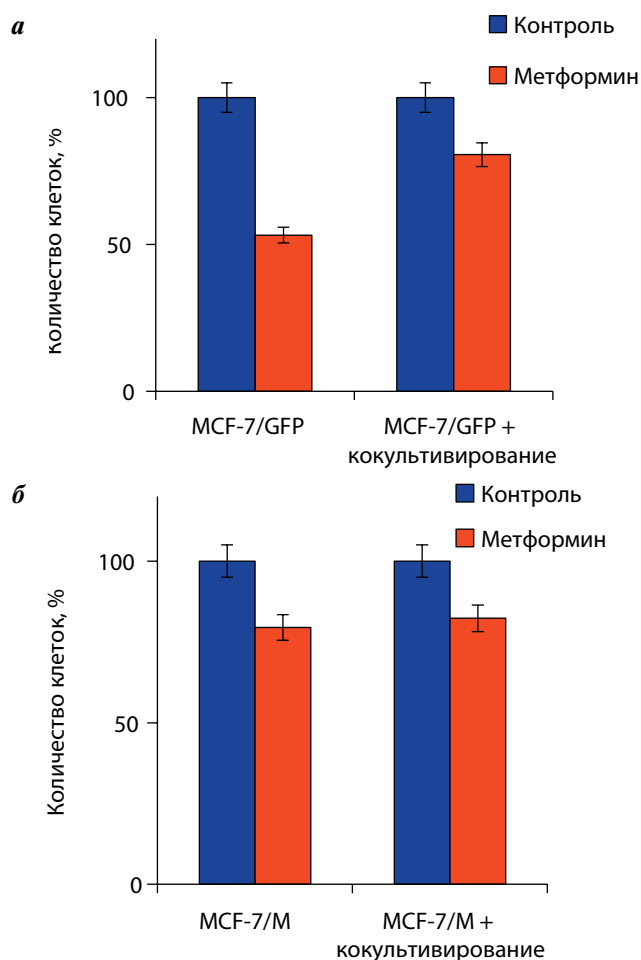 а
Контроль
Метформин
количество клеток, %
100
50
0
MCF-7/GFP
MCF-7/GFP +
кокультивирование
б
Контроль
Метформин
Количество клеток, %
100
50
0
MCF-7/М
MCF-7/М +
кокультивирование